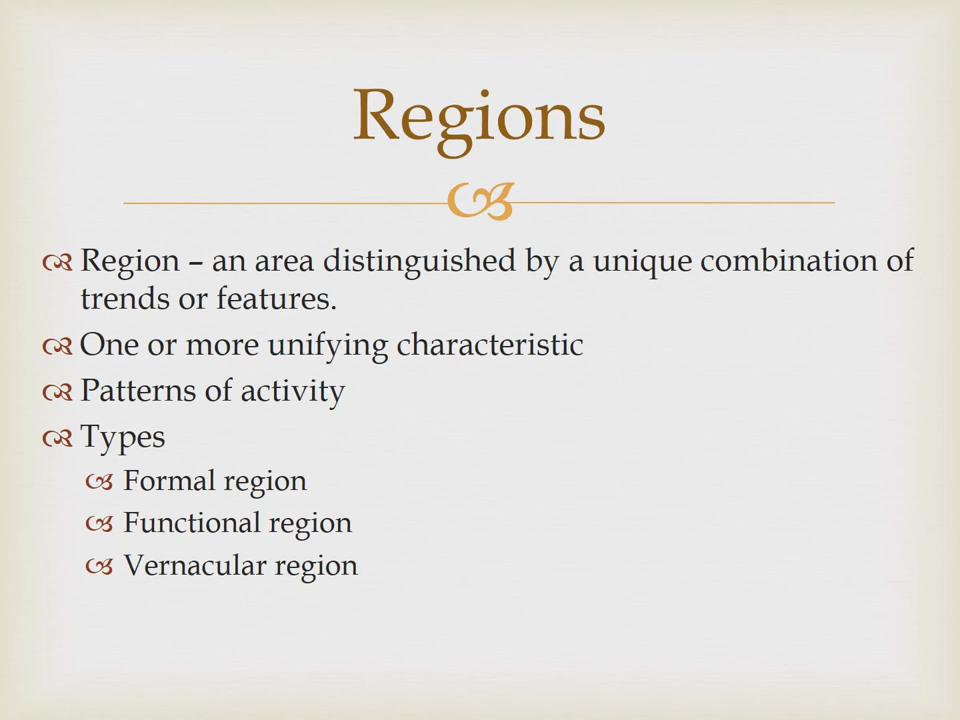 Regions
Region – an area distinguished by a unique combination of
trends or features.
One or more unifying characteristic
Patterns of activity
Types
Formal region
Functional region
Vernacular region